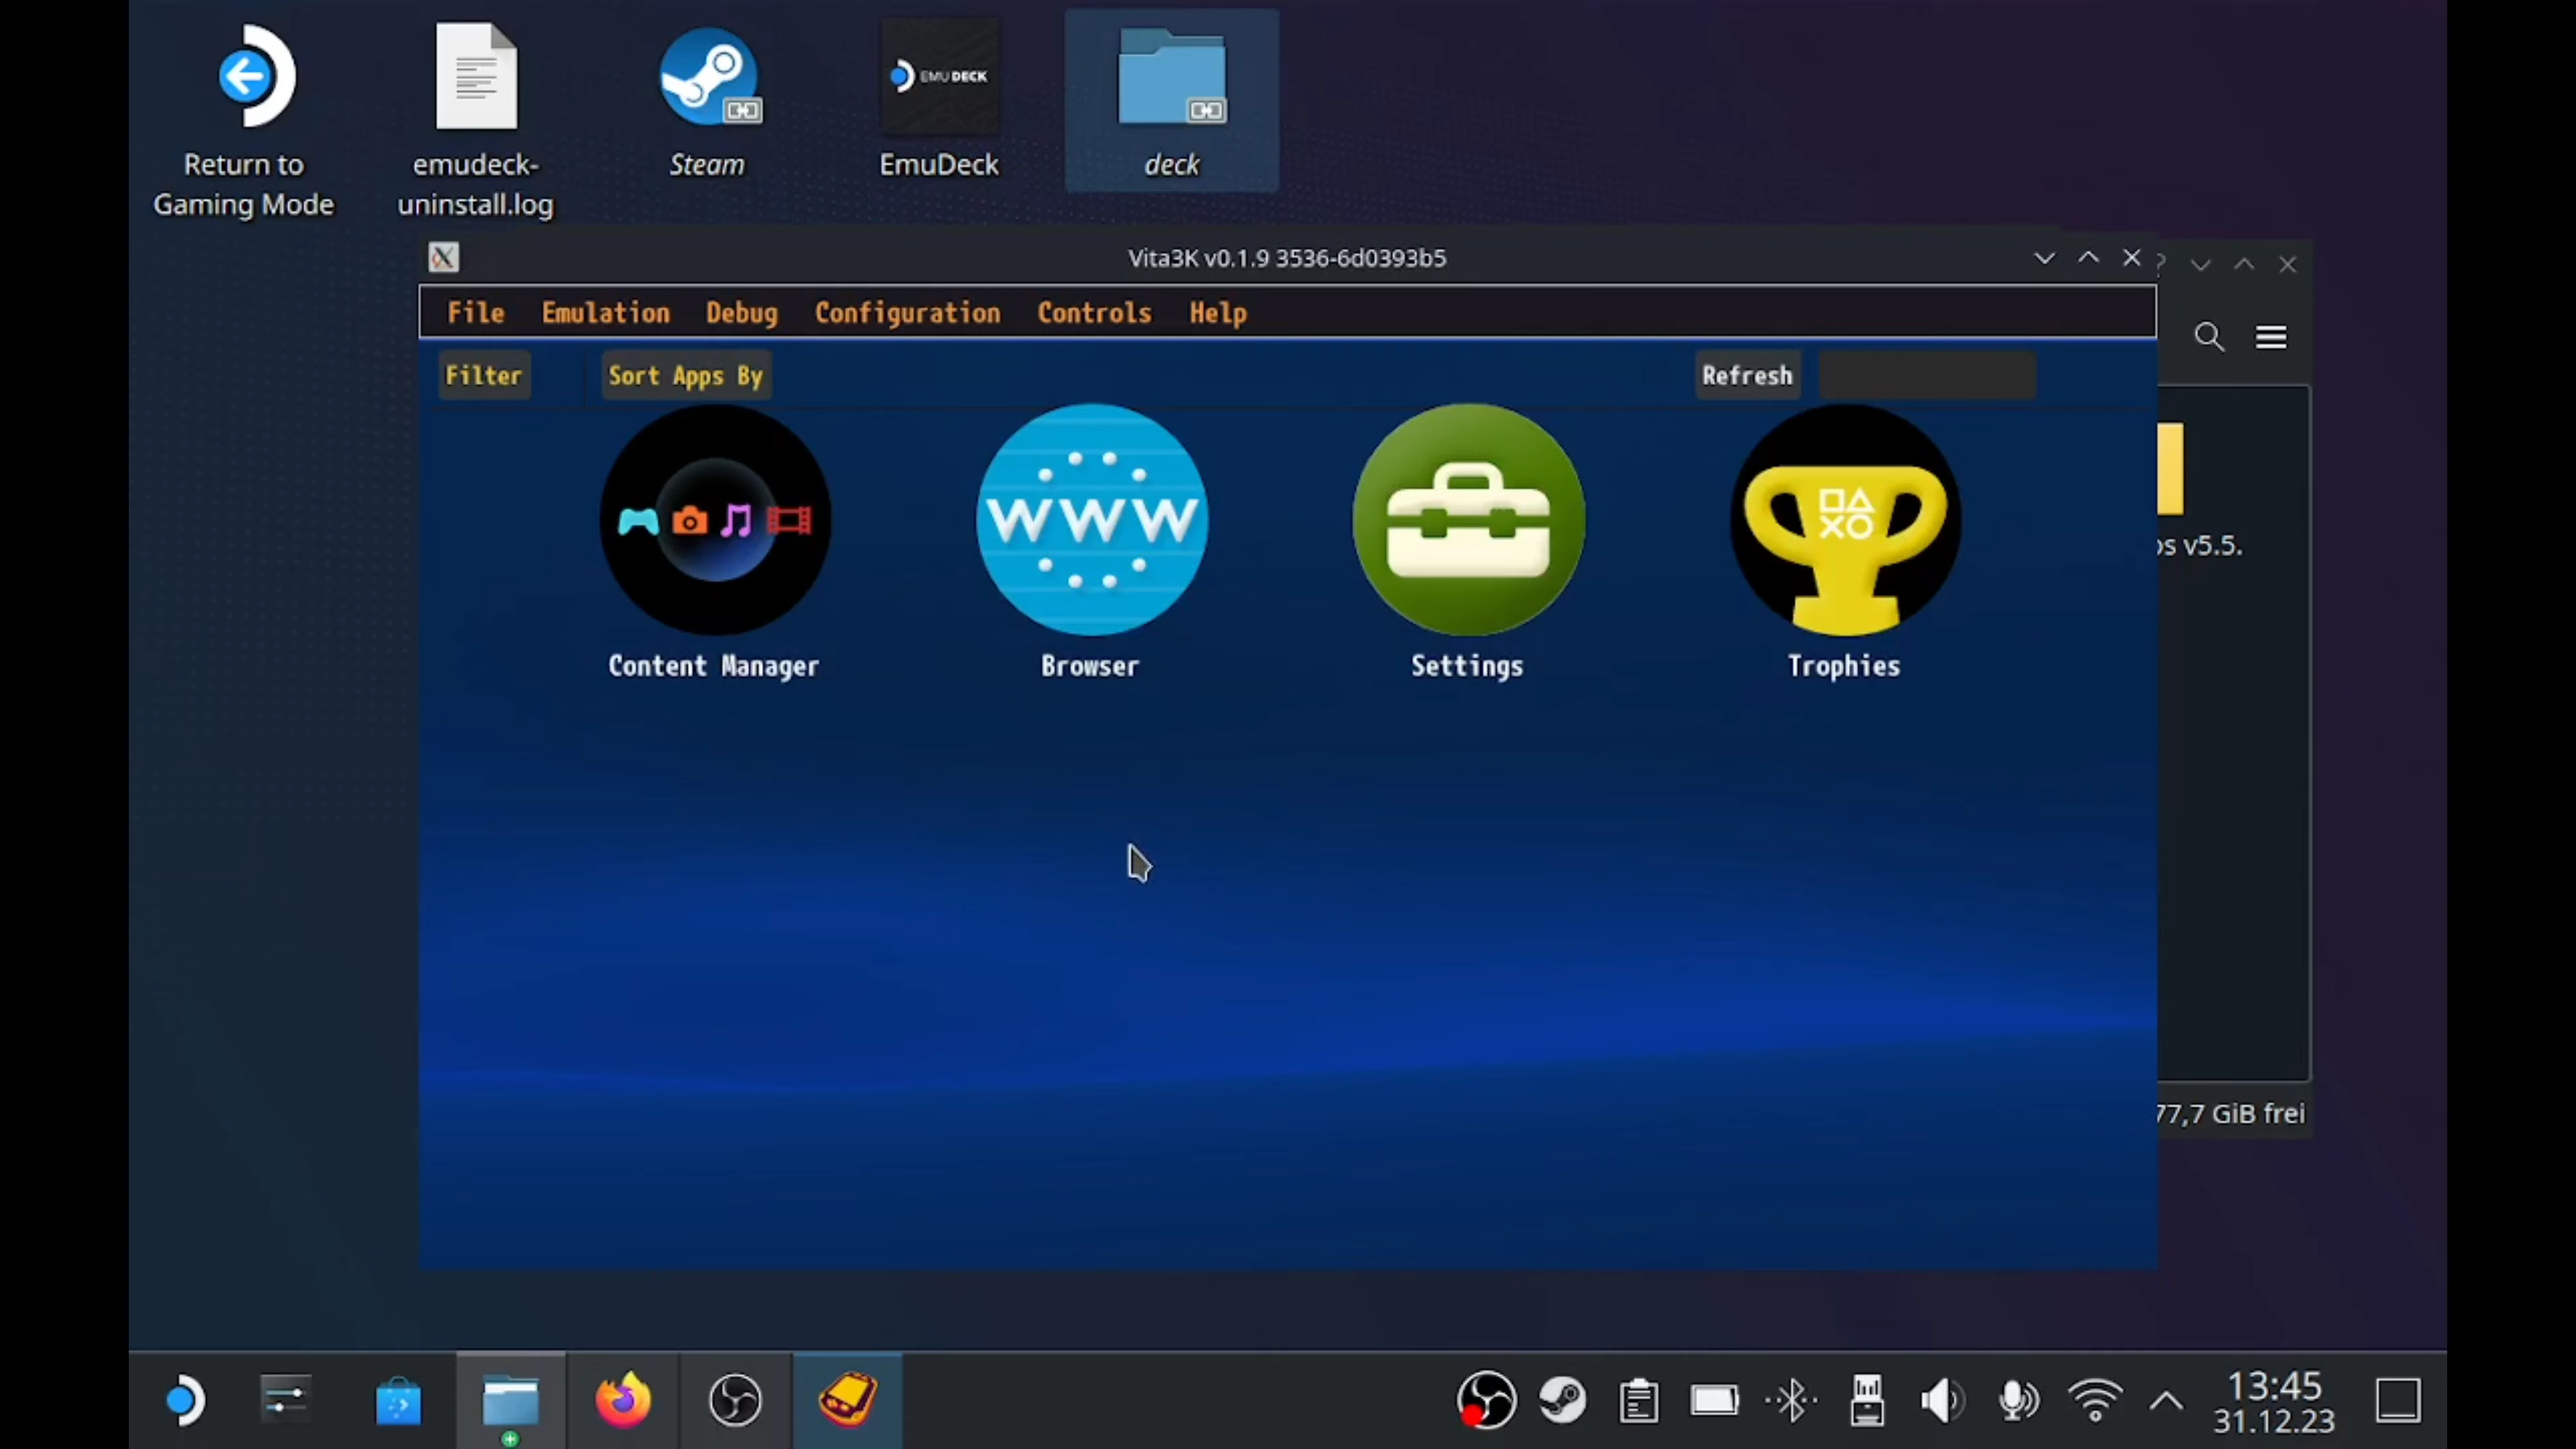 Return to
Gaming Mode
emudeck-
uninstall.log
Steam
EMUDECK
EmuDeck
deck
Vita3K v0.1.9 3536-6d0393b5
File Emulation Debug Configuration Controls Help
Filter Sort Apps By Refresh
WWW
Content Manager Browser Settings Trophies
v5.5.
77,7 GiB frei
13:45
31.12.23